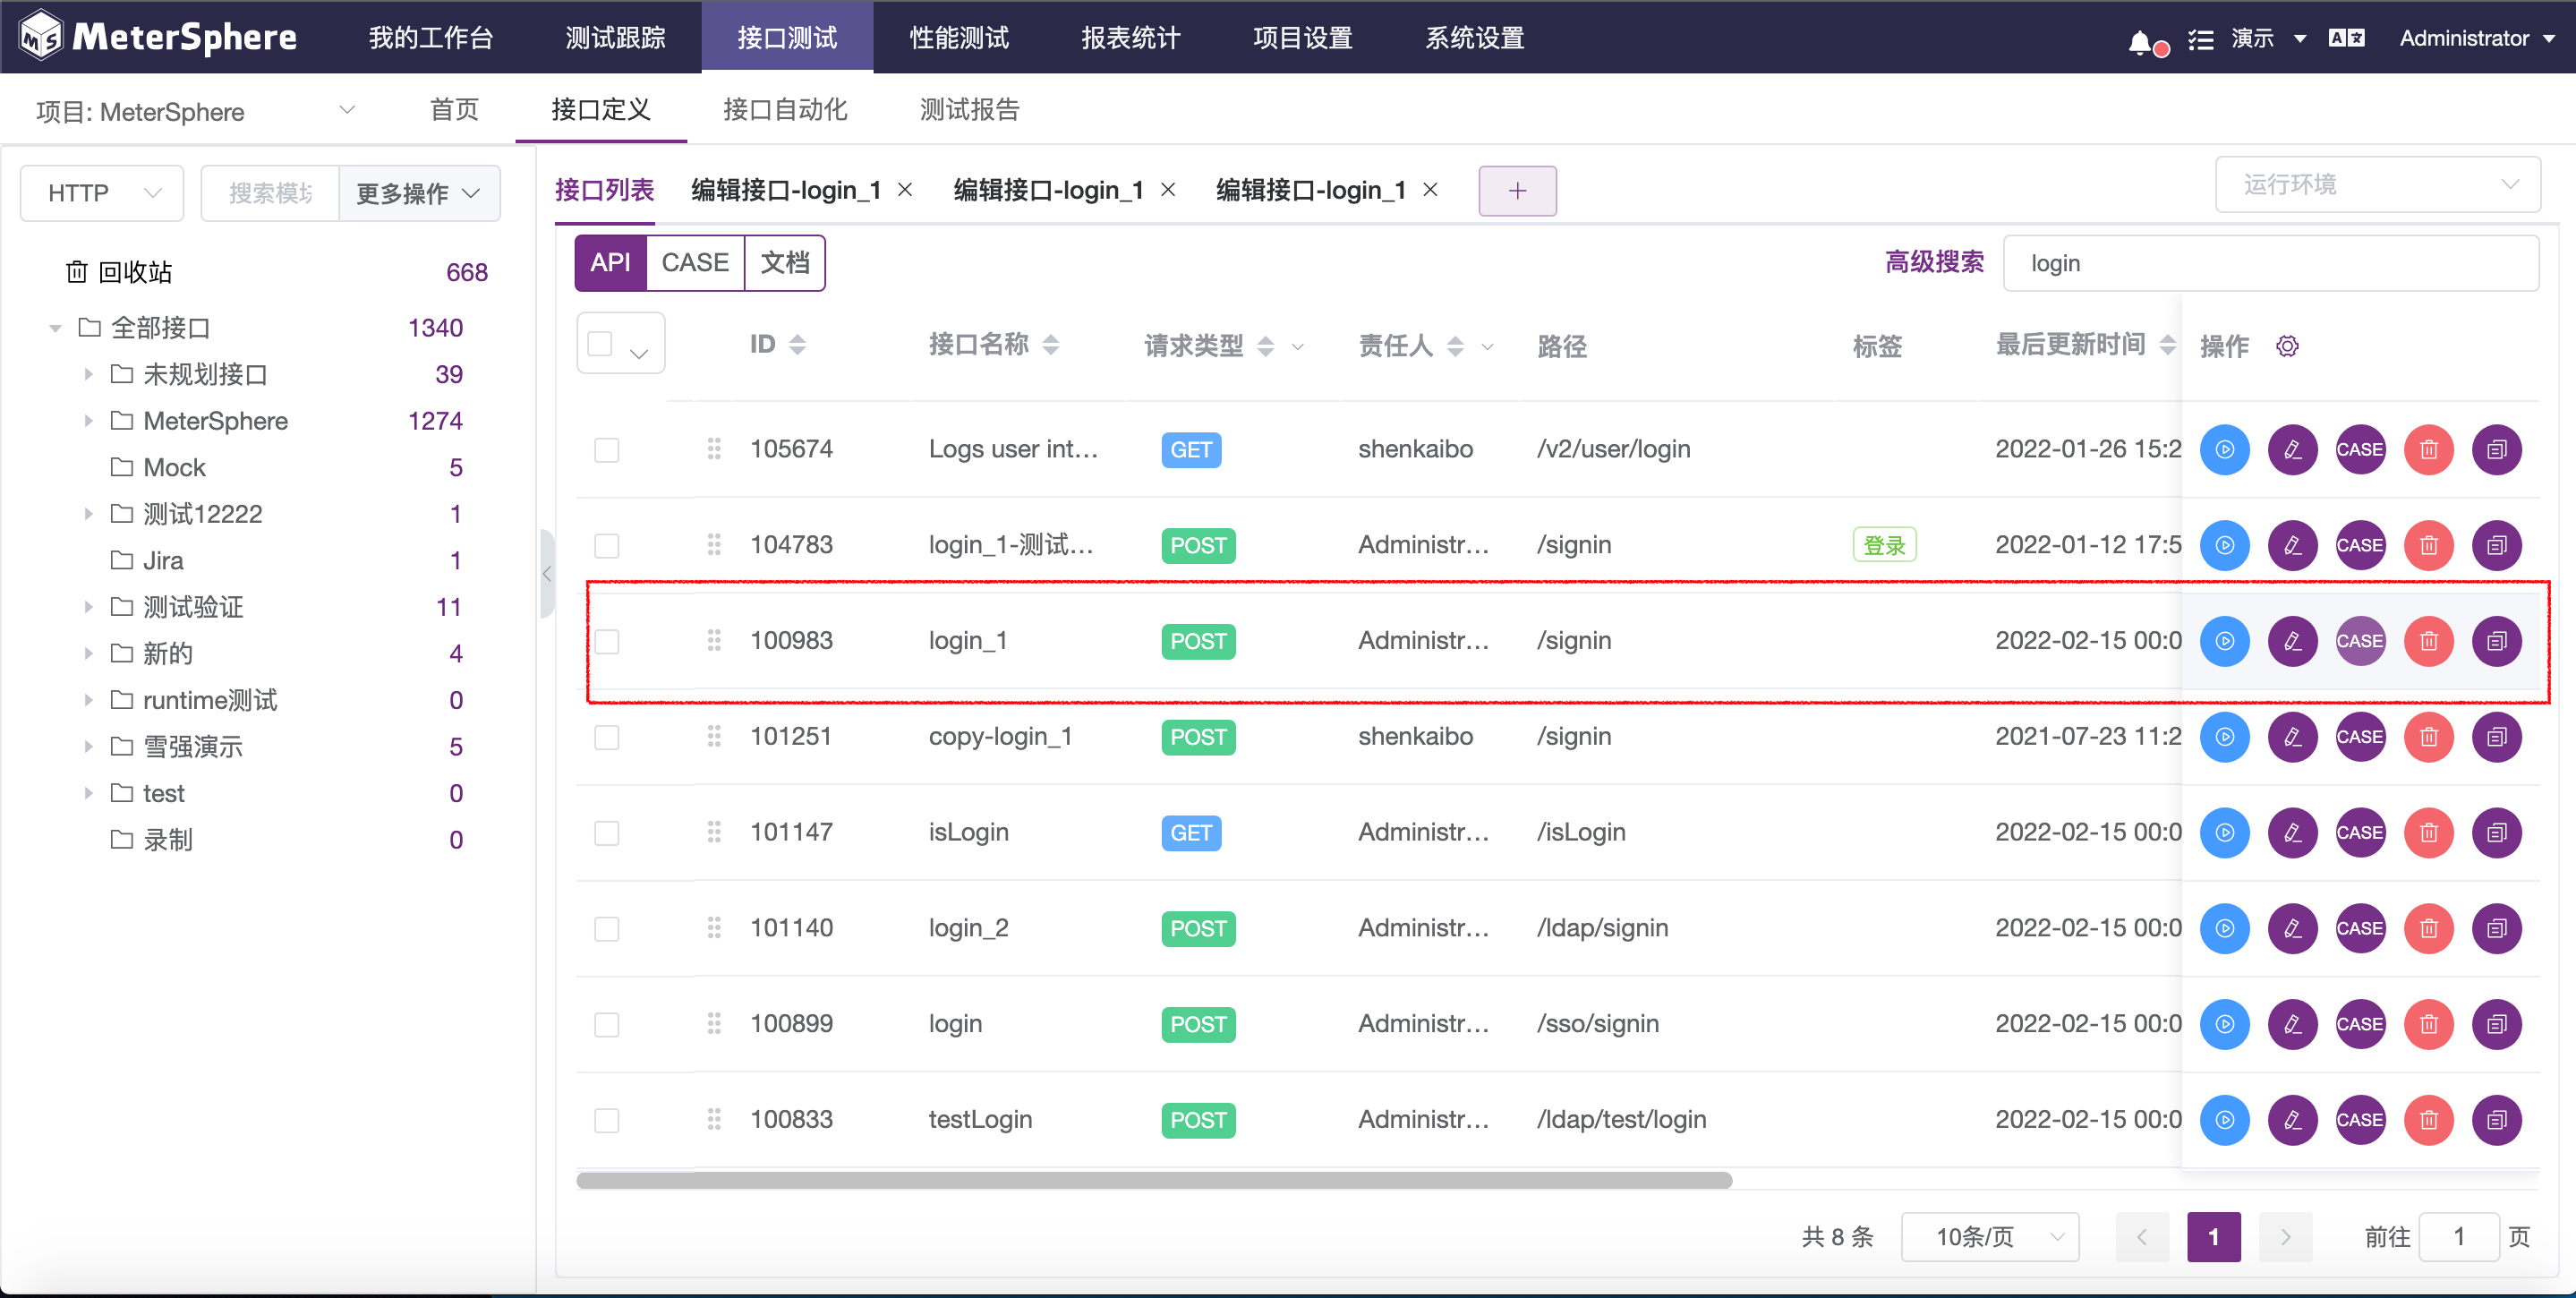 MeterSphere 我的工作台 测试跟踪 接口测试 性能测试 报表统计 项目设置 系统设置 演示 Administrator
项目: MeterSphere 首页 接口定义 接口自动化 测试报告
HTTP 搜索模块 更多操作
回收站 668
全部接口 1340
未规划接口 39
MeterSphere 1274
Mock 5
测试12222 1
Jira 1
测试验证 11
新的 4
runtime测试 0
雪强演示 5
test 0
录制 0
接口列表 编辑接口-login_1 编辑接口-login_1 编辑接口-login_1 + 运行环境
API CASE 文档 高级搜索 login
ID 接口名称 请求类型 责任人 路径 标签 最后更新时间 操作
105674 Logs user int... GET shenkaibo /v2/user/login 2022-01-26 15:2 CASE
104783 login_1-测试... POST Administr... /signin 登录 2022-01-12 17:5 CASE
100983 login_1 POST Administr... /signin 2022-02-15 00:0 CASE
101251 copy-login_1 POST shenkaibo /signin 2021-07-23 11:2 CASE
101147 isLogin GET Administr... /isLogin 2022-02-15 00:0 CASE
101140 login_2 POST Administr... /ldap/signin 2022-02-15 00:0 CASE
100899 login POST Administr... /sso/signin 2022-02-15 00:0 CASE
100833 testLogin POST Administr... /ldap/test/login 2022-02-15 00:0 CASE
共 8 条 10条/页 1 前往 1 页